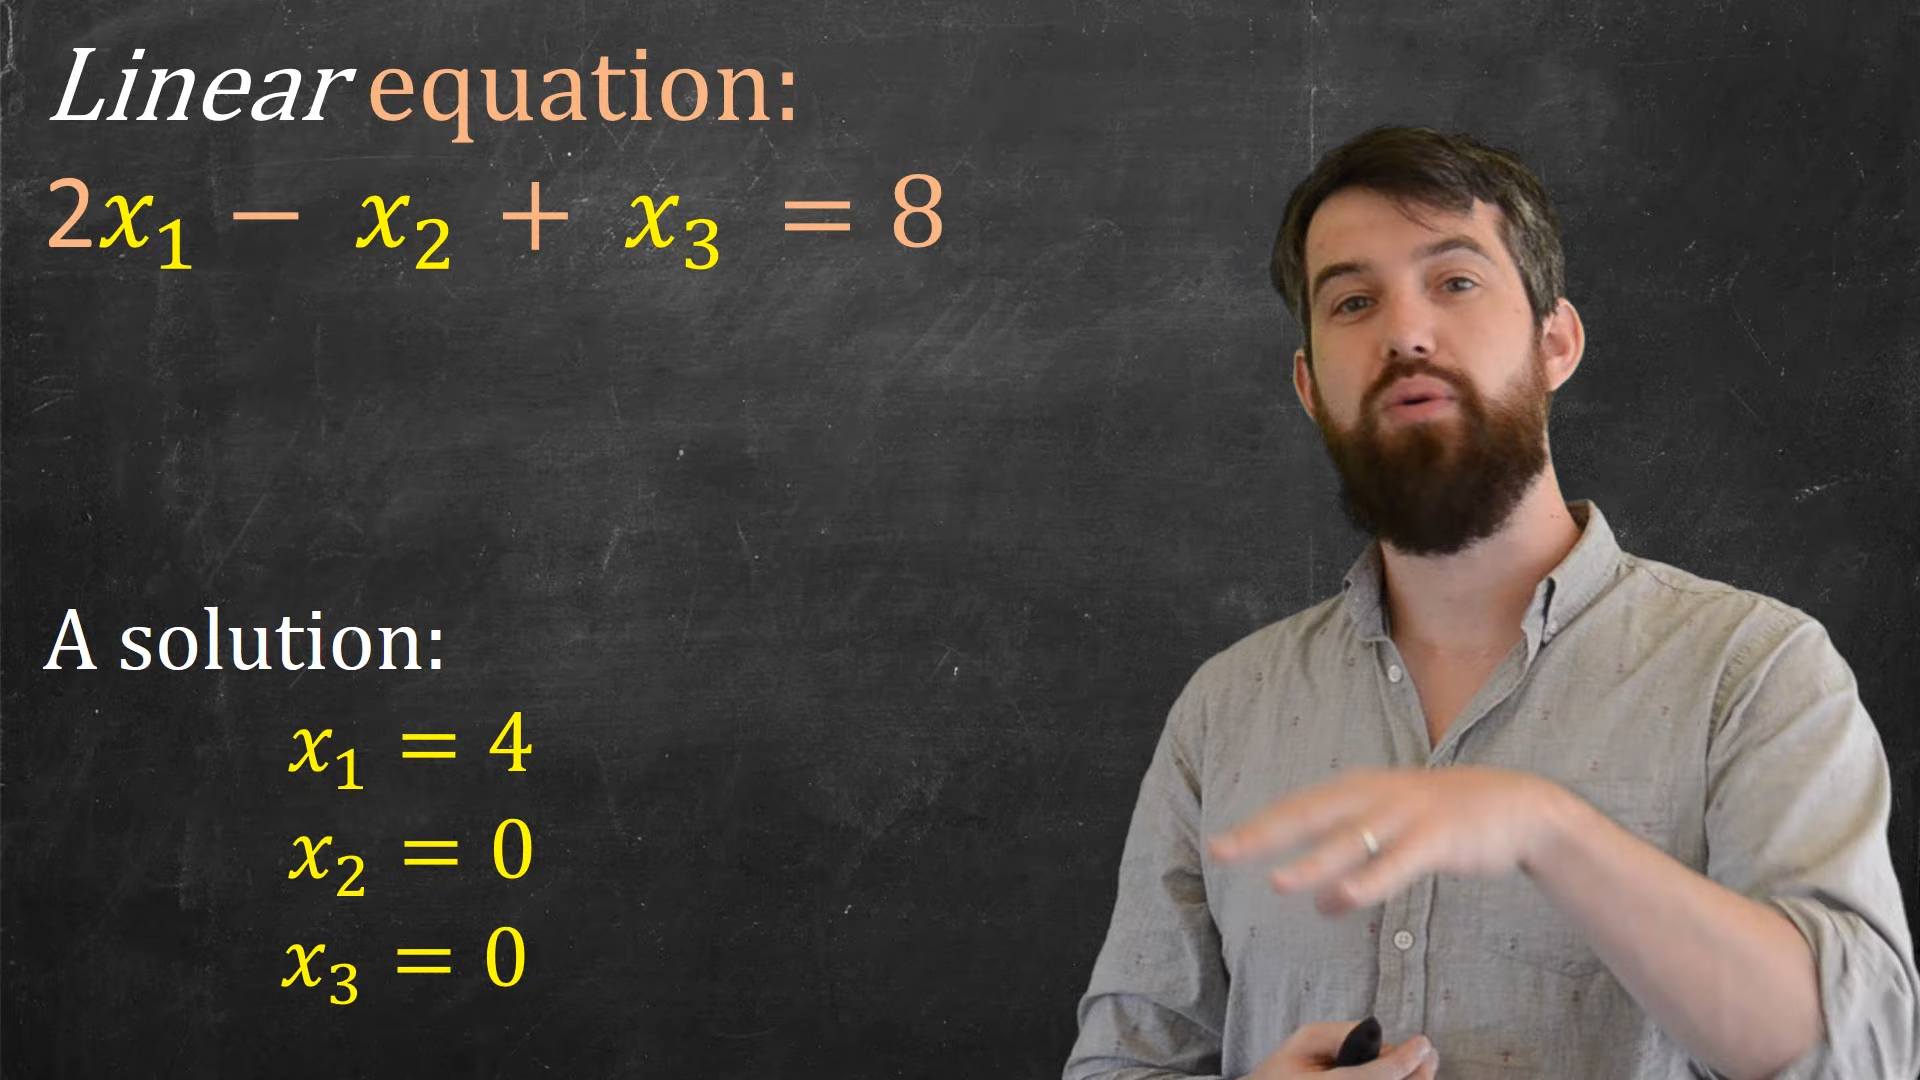 Linear equation:
2x₁ − x₂ + x₃ = 8
A solution:
x₁ = 4
x₂ = 0
x₃ = 0